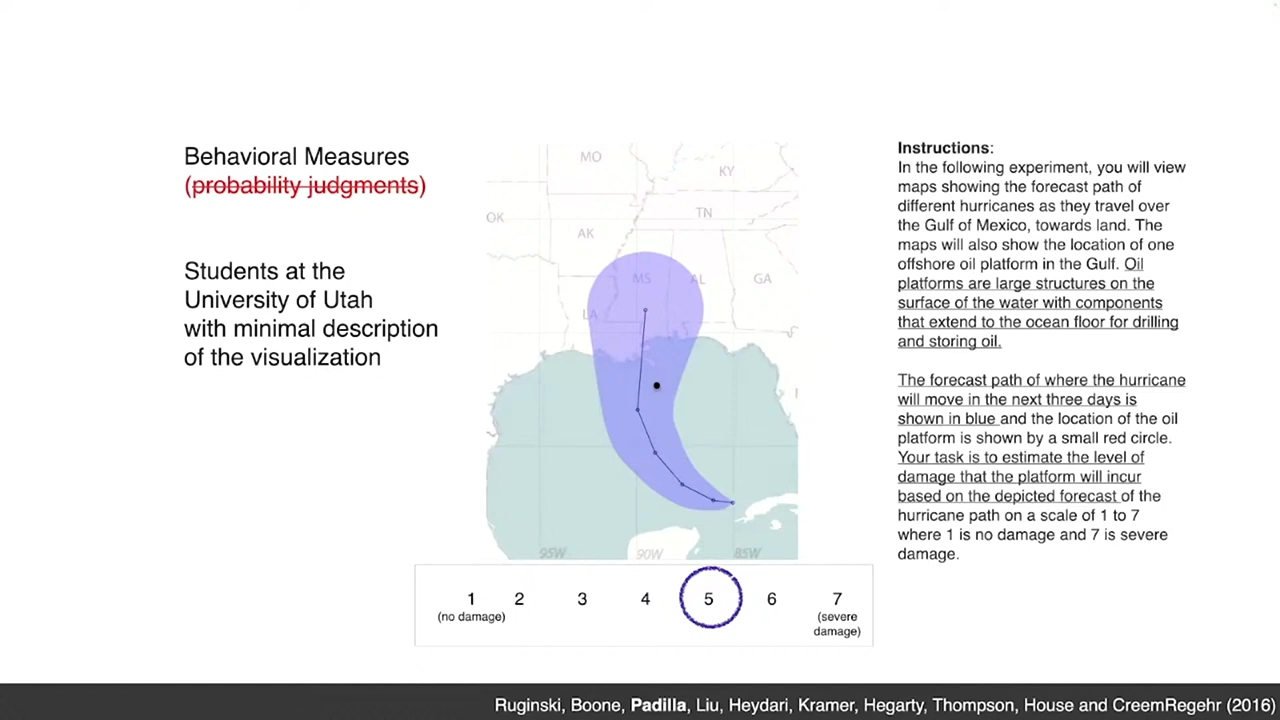 Behavioral Measures
(probability judgments)
Students at the
University of Utah
with minimal description
of the visualization
MO
KY
OK
TN
AK
MS
AL
GA
LA
95W
90W
85W
1
(no damage)
2
3
4
5
6
7
(severe
damage)
Instructions:
In the following experiment, you will view
maps showing the forecast path of
different hurricanes as they travel over
the Gulf of Mexico, towards land. The
maps will also show the location of one
offshore oil platform in the Gulf. Oil
platforms are large structures on the
surface of the water with components
that extend to the ocean floor for drilling
and storing oil.
The forecast path of where the hurricane
will move in the next three days is
shown in blue and the location of the oil
platform is shown by a small red circle.
Your task is to estimate the level of
damage that the platform will incur
based on the depicted forecast of the
hurricane path on a scale of 1 to 7
where 1 is no damage and 7 is severe
damage.
Ruginski, Boone, Padilla, Liu, Heydari, Kramer, Hegarty, Thompson, House and CreemRegehr (2016)